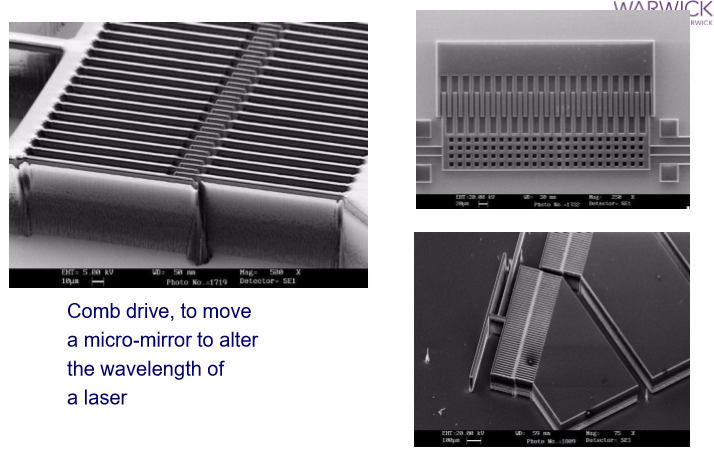 WARWICK
WARWICK
EHT= 5.00 kV WD= 50 mm Mag= 500 X
10µm Photo No.=1719 Detector= SE1
EHT=20.00 kV WD= 30 mm Mag= 250 X
20µm Photo No.=1732 Detector= SE1
Comb drive, to move
a micro-mirror to alter
the wavelength of
a laser
EHT=20.00 kV WD= 59 mm Mag= 75 X
100µm Photo No.=1809 Detector= SE1